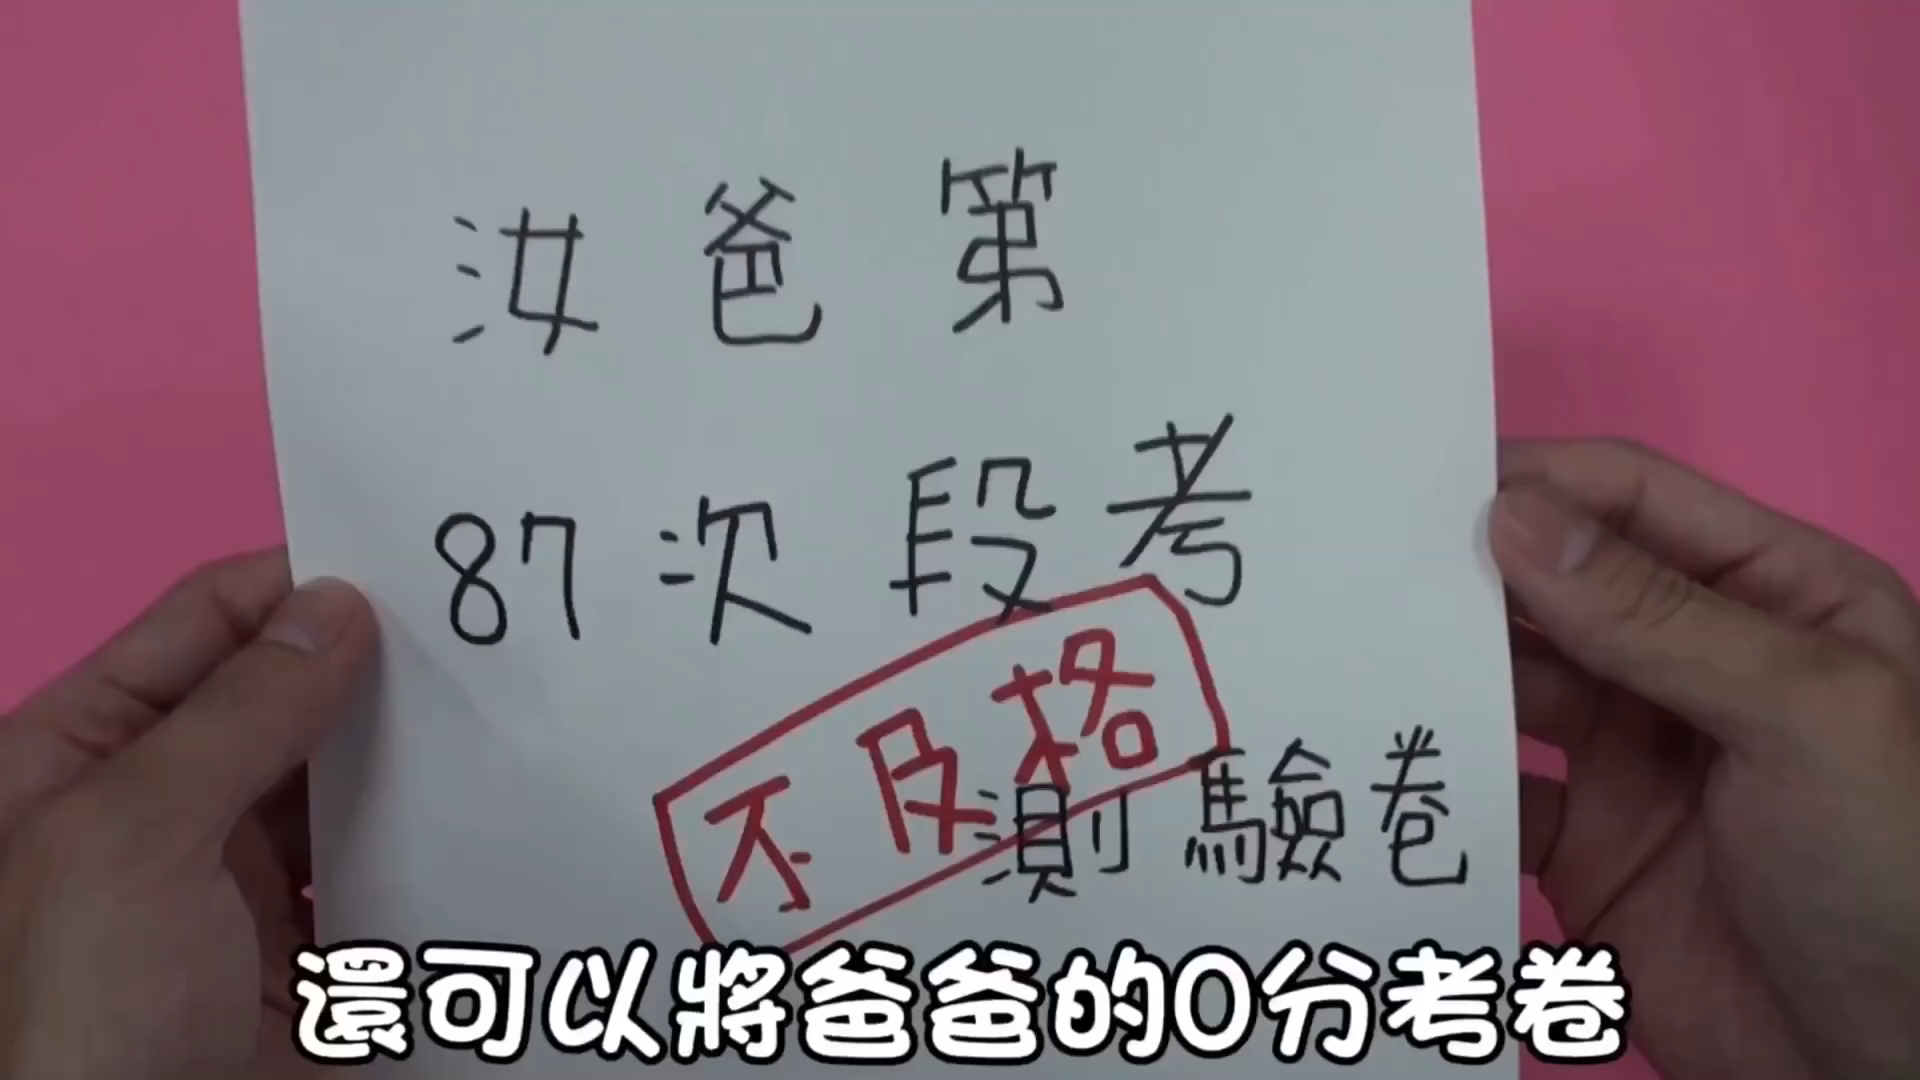 汝爸第
87次段考
不及格
測驗卷
還可以將爸爸的0分考卷